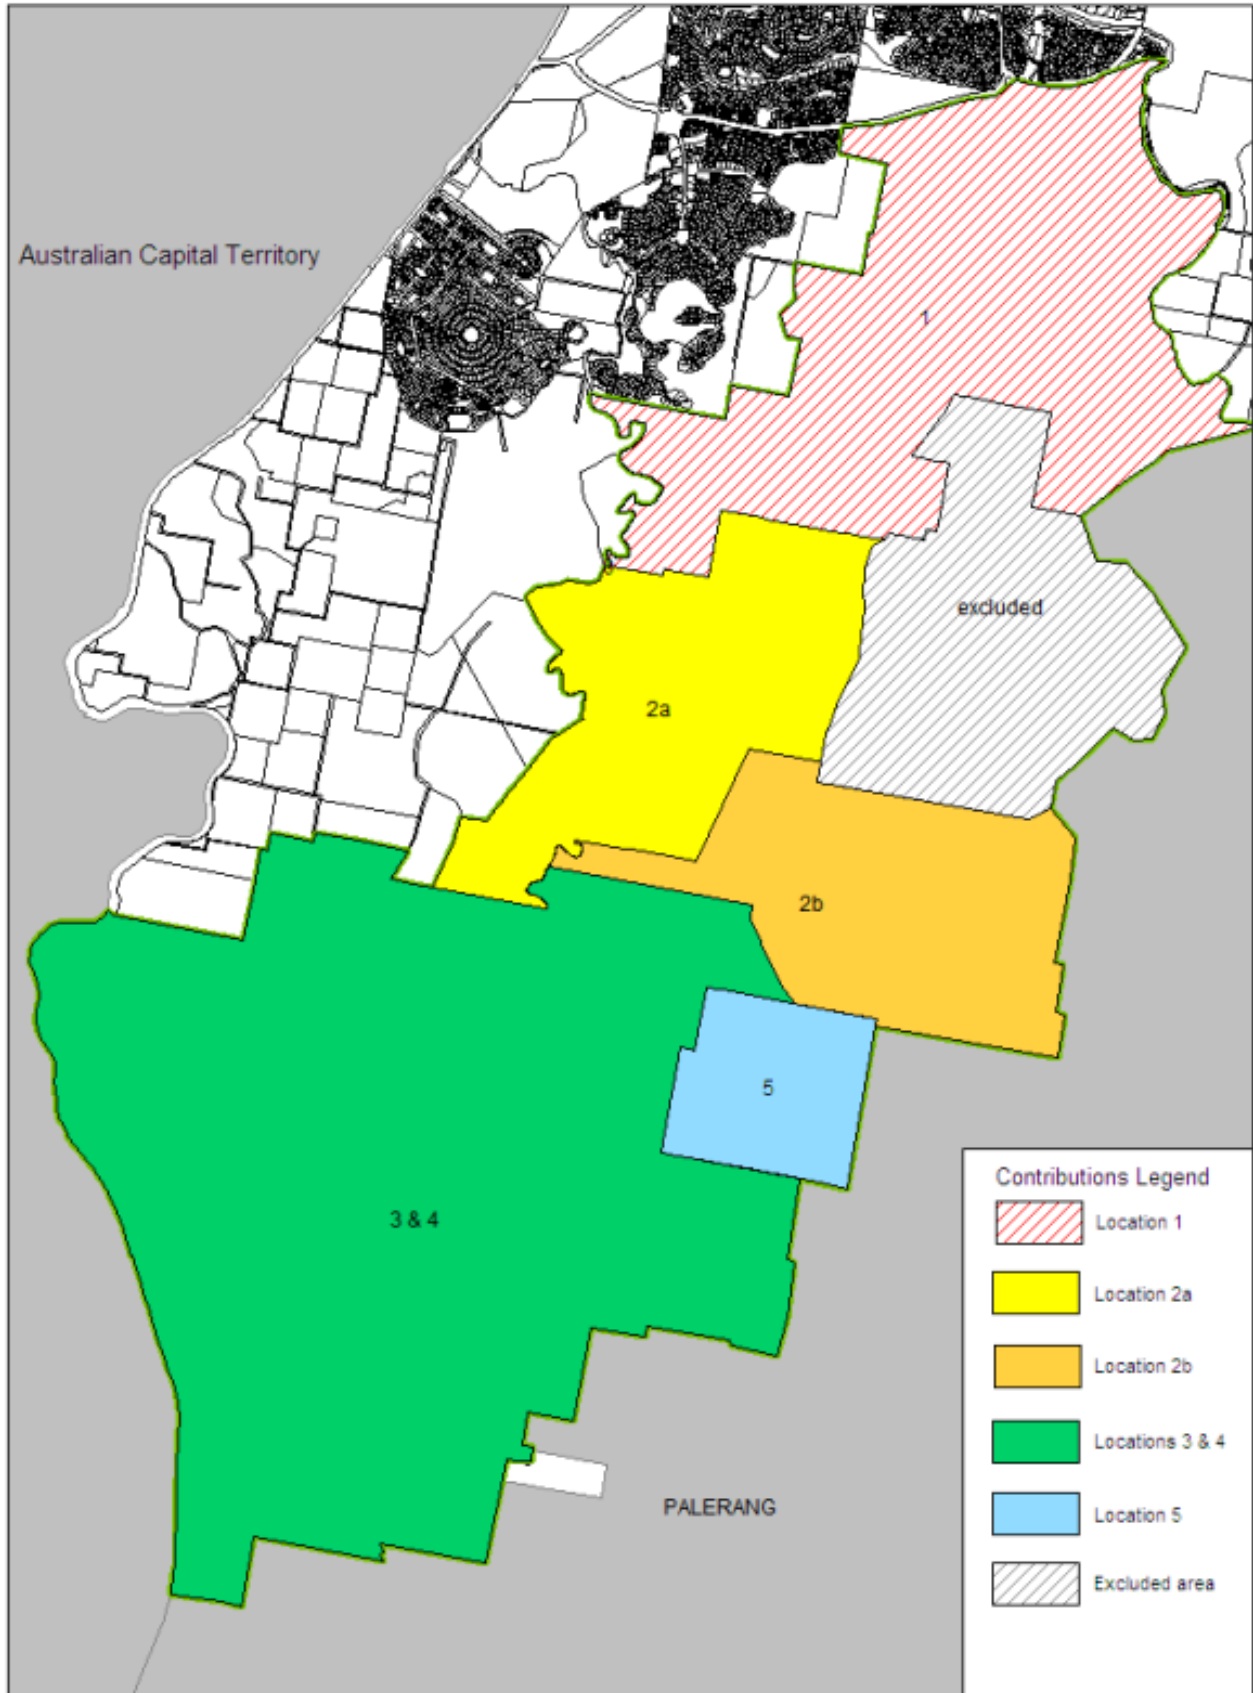 Australian Capital Territory
1
excluded
2a
2b
5
3 & 4
PALERANG
Contributions Legend
Location 1
Location 2a
Location 2b
Locations 3 & 4
Location 5
Excluded area